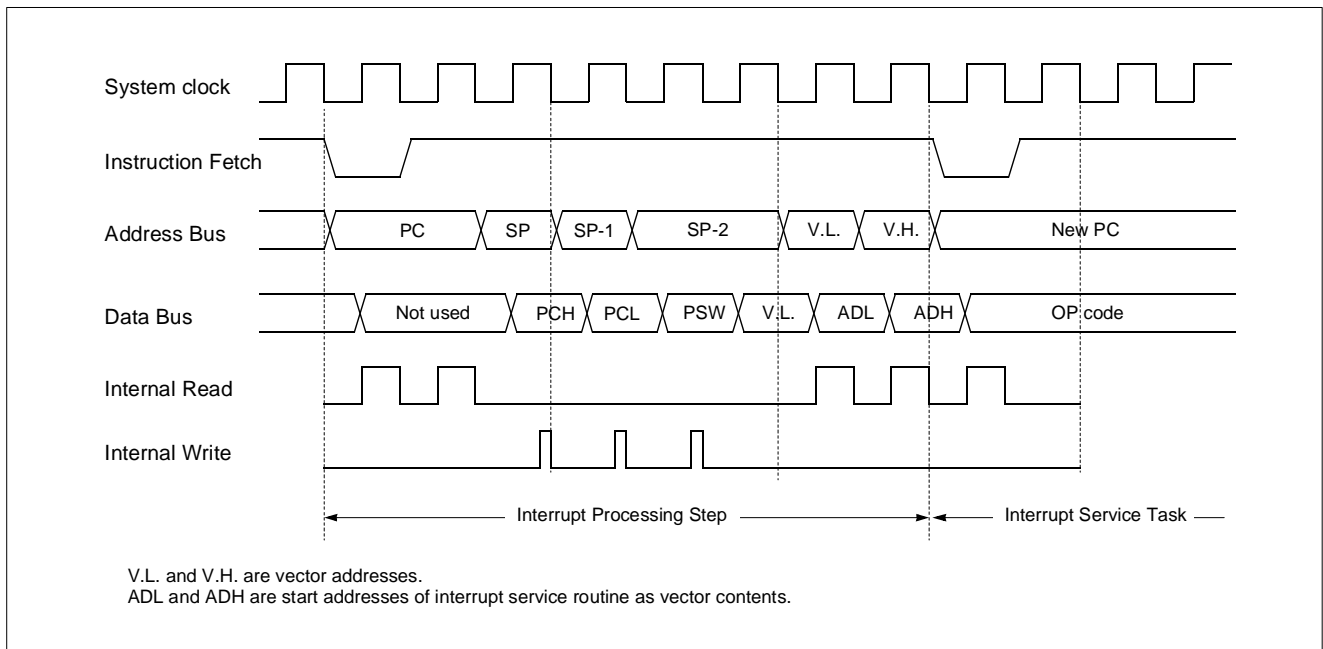 System clock
Instruction Fetch
Address Bus PC SP SP-1 SP-2 V.L. V.H. New PC
Data Bus Not used PCH PCL PSW V.L. ADL ADH OP code
Internal Read
Internal Write
Interrupt Processing Step Interrupt Service Task
V.L. and V.H. are vector addresses.
ADL and ADH are start addresses of interrupt service routine as vector contents.